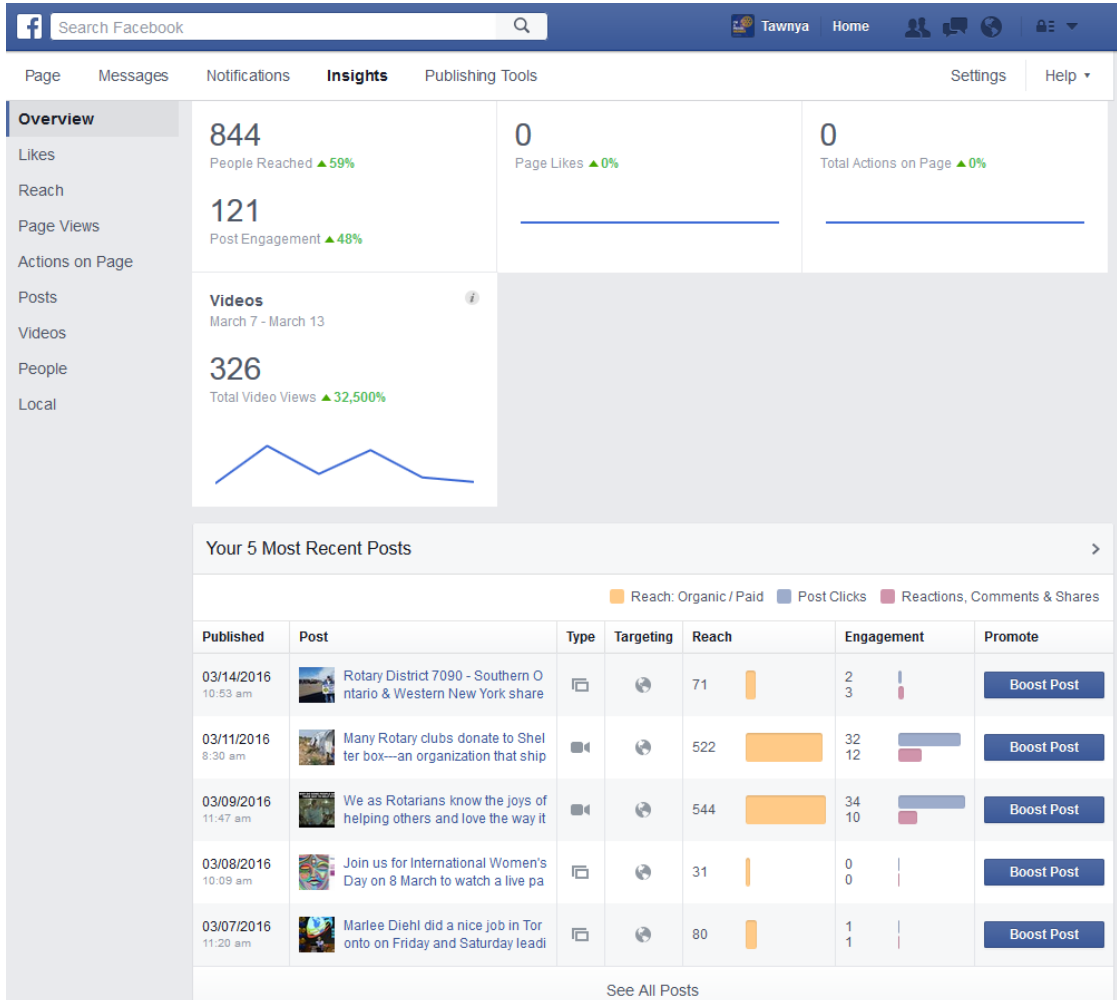 f
Search Facebook
Tawnya Home
Page Messages Notifications Insights Publishing Tools Settings Help
Overview
Likes
Reach
Page Views
Actions on Page
Posts
Videos
People
Local
844
People Reached ▲59%
121
Post Engagement ▲48%
0
Page Likes ▲0%
0
Total Actions on Page ▲0%
Videos
March 7 - March 13
326
Total Video Views ▲32,500%
Your 5 Most Recent Posts
Reach: Organic / Paid Post Clicks Reactions, Comments & Shares
Published Post Type Targeting Reach Engagement Promote
03/14/2016
10:53 am
Rotary District 7090 - Southern O
ntario & Western New York share
71
2
3
Boost Post
03/11/2016
8:30 am
Many Rotary clubs donate to Shel
ter box---an organization that ship
522
32
12
Boost Post
03/09/2016
11:47 am
We as Rotarians know the joys of
helping others and love the way it
544
34
10
Boost Post
03/08/2016
10:09 am
Join us for International Women's
Day on 8 March to watch a live pa
31
0
0
Boost Post
03/07/2016
11:20 am
Marlee Diehl did a nice job in Tor
onto on Friday and Saturday leadi
80
1
1
Boost Post
See All Posts